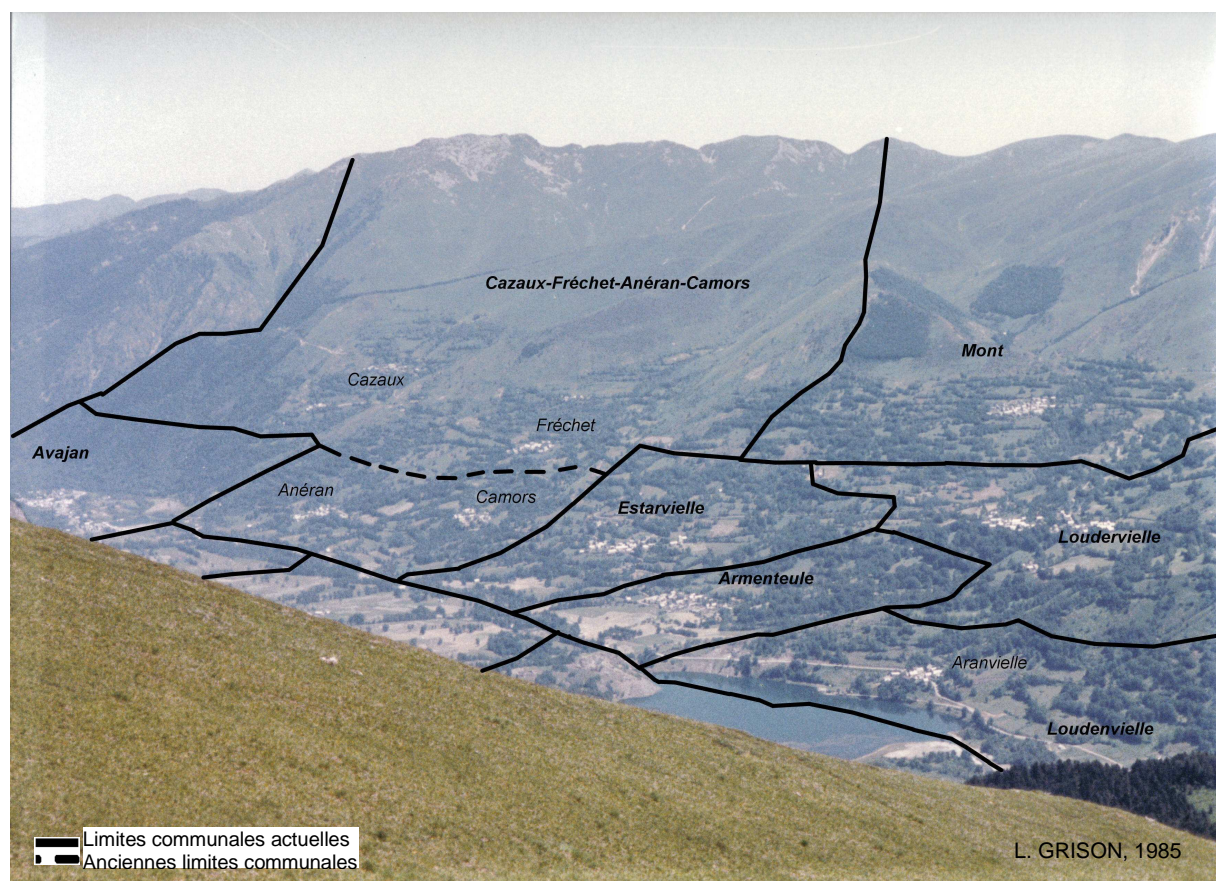 Cazaux-Fréchet-Anéran-Camors
Mont
Cazaux
Fréchet
Avajan
Anéran
Camors
Estarvielle
Loudervielle
Armenteule
Aranvielle
Loudenvielle
Limites communales actuelles
Anciennes limites communales
L. GRISON, 1985